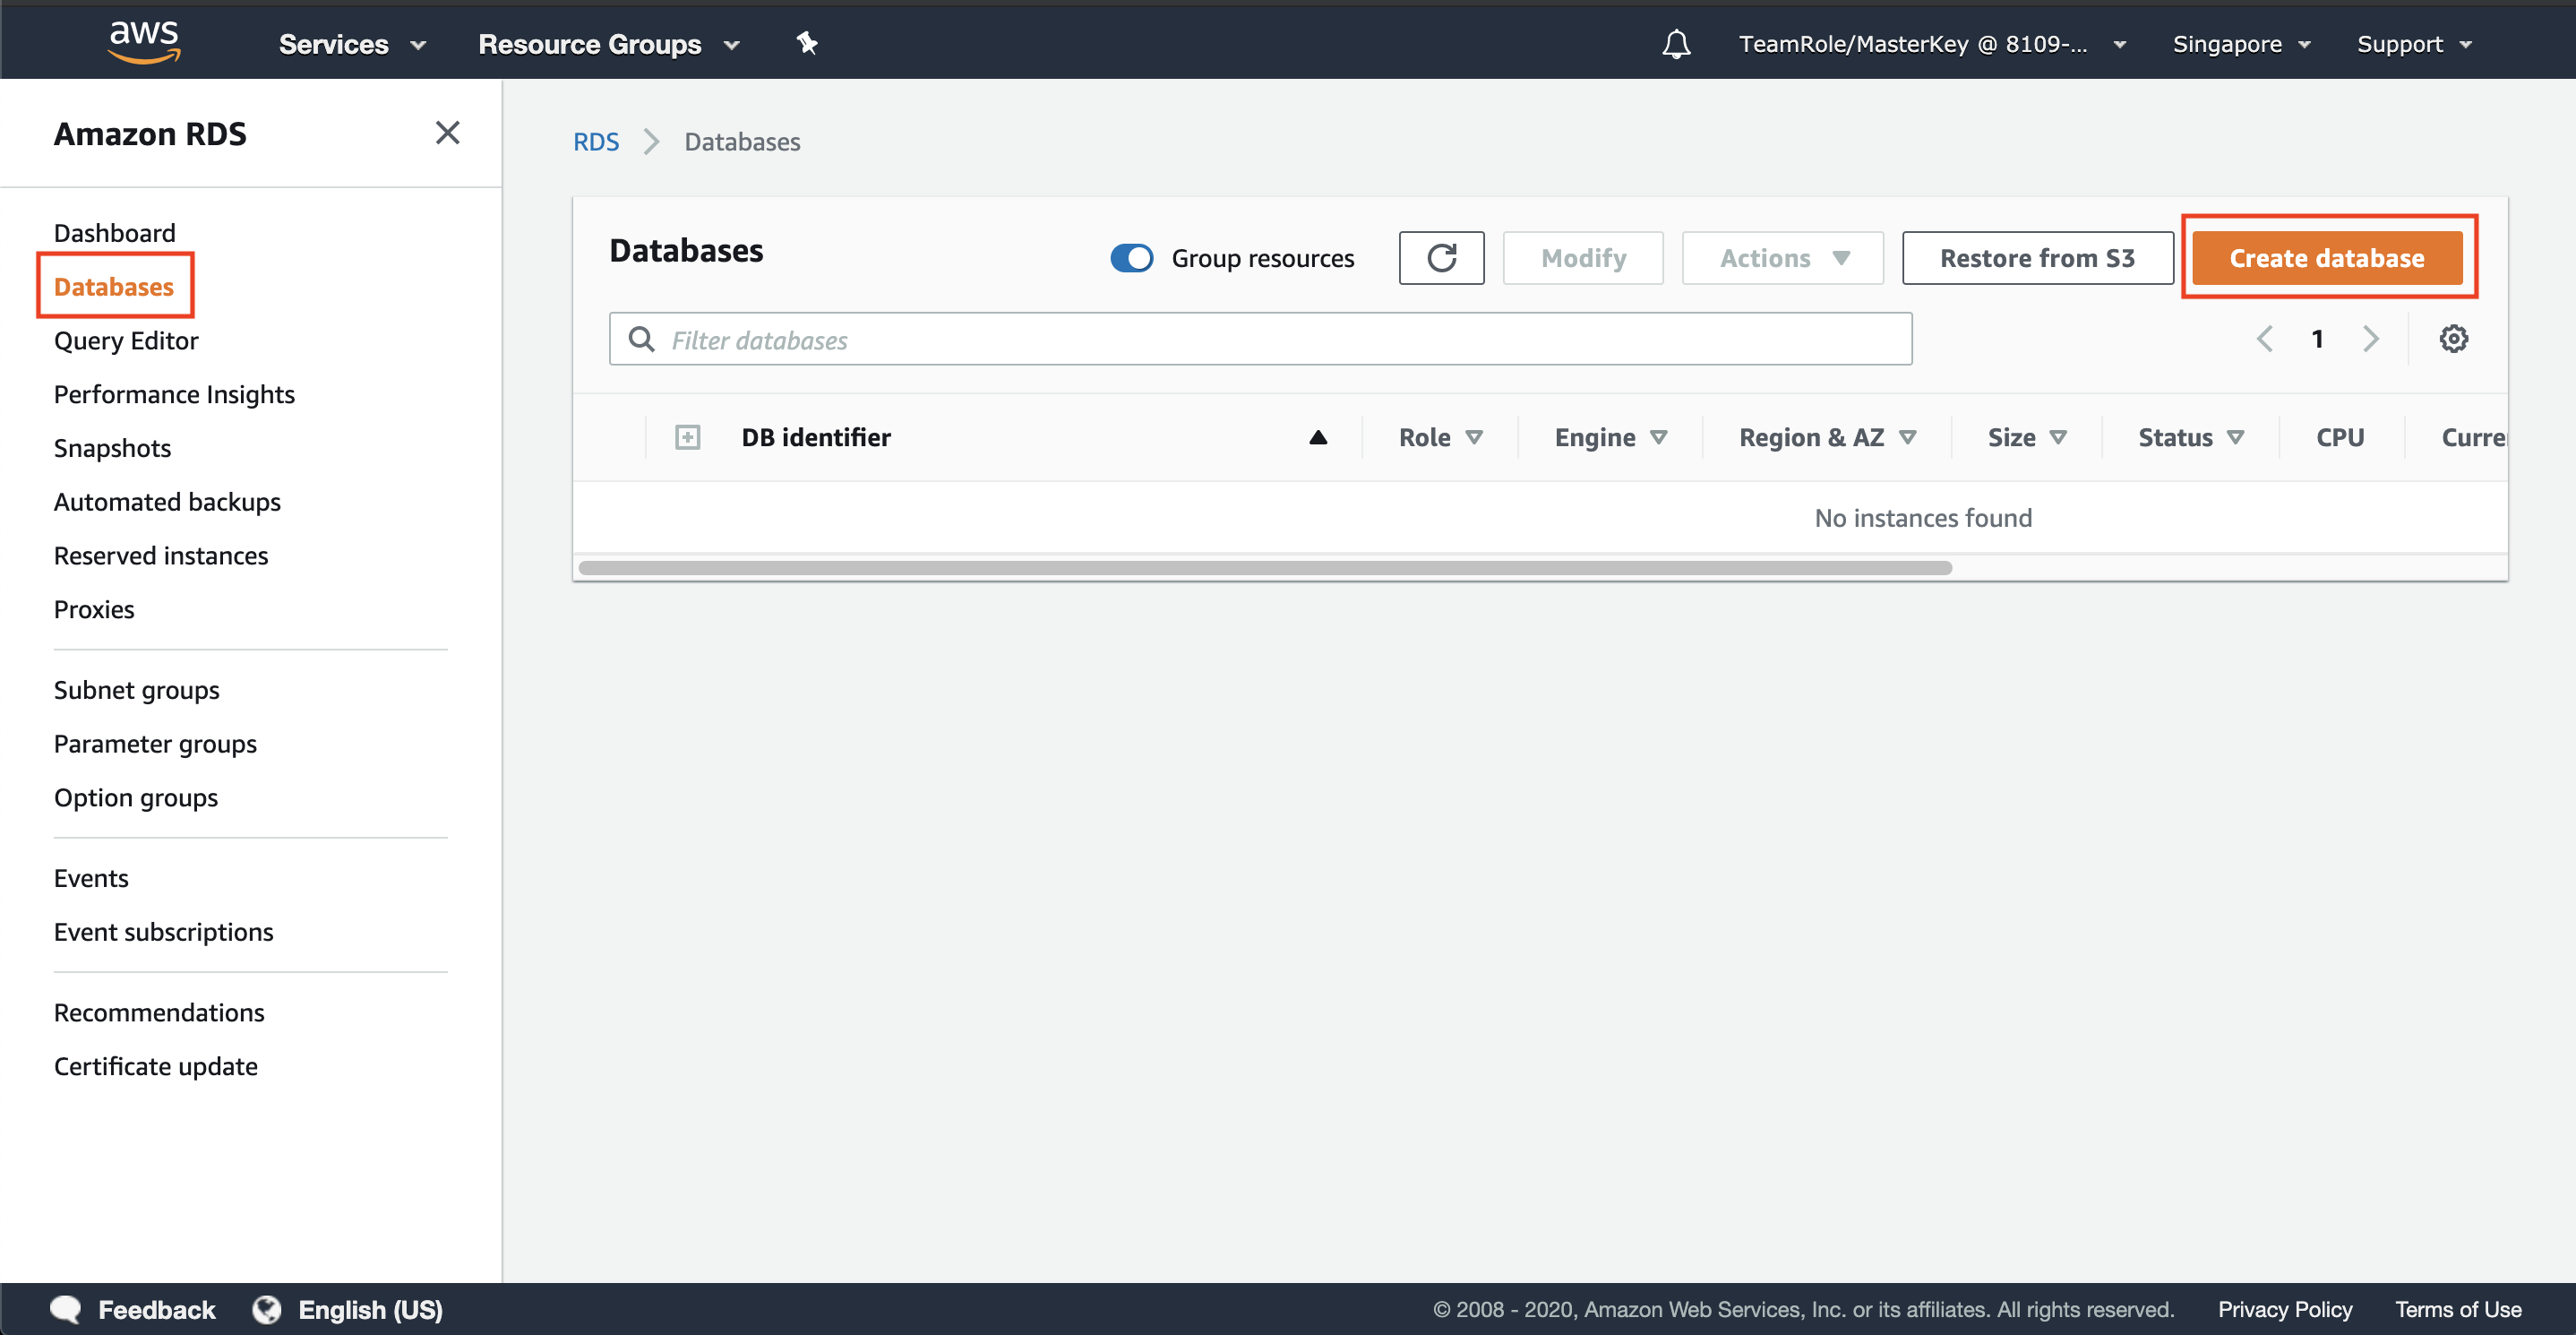 aws Services Resource Groups TeamRole/MasterKey @ 8109-... Singapore Support
Amazon RDS
Dashboard
Databases
Query Editor
Performance Insights
Snapshots
Automated backups
Reserved instances
Proxies
Subnet groups
Parameter groups
Option groups
Events
Event subscriptions
Recommendations
Certificate update
RDS > Databases
Databases Group resources Modify Actions Restore from S3 Create database
Filter databases 1
DB identifier Role Engine Region & AZ Size Status CPU Curre
No instances found
Feedback English (US) © 2008 - 2020, Amazon Web Services, Inc. or its affiliates. All rights reserved. Privacy Policy Terms of Use